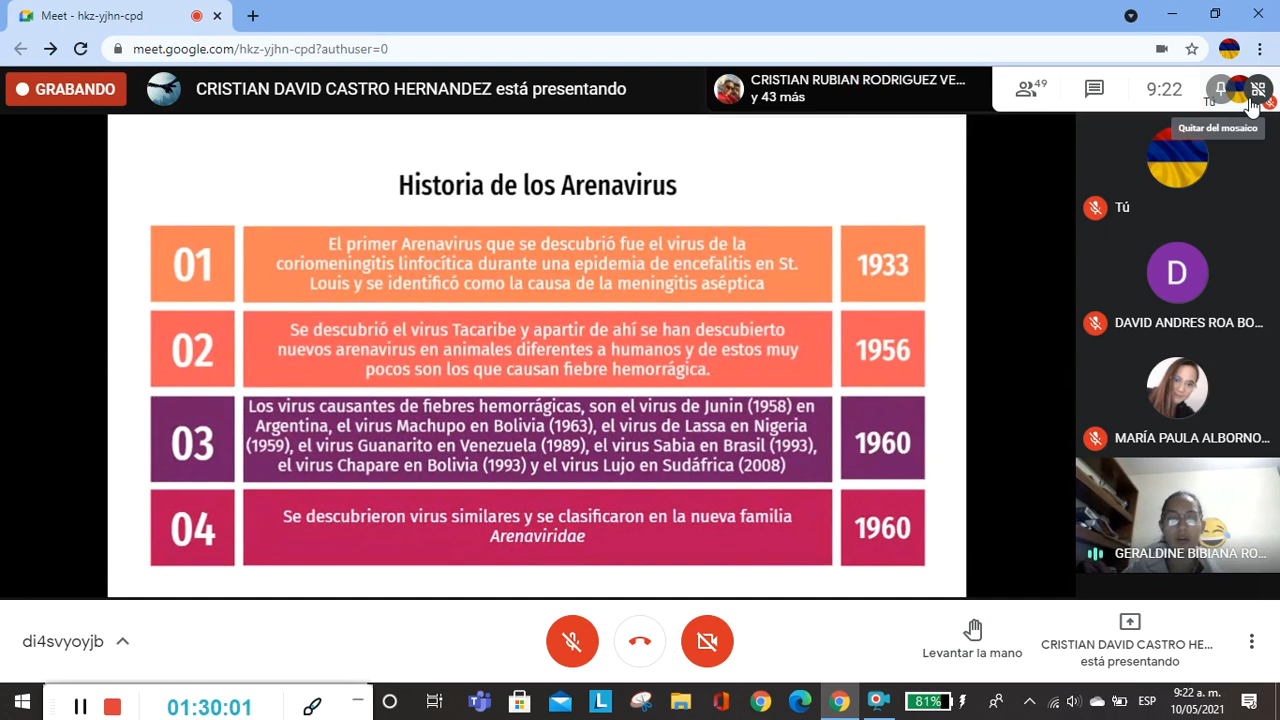 Meet - hkz-yjhn-cpd
meet.google.com/hkz-yjhn-cpd?authuser=0
GRABANDO
CRISTIAN DAVID CASTRO HERNANDEZ está presentando
CRISTIAN RUBIAN RODRIGUEZ VE...
y 43 más
49
9:22
Tú
Quitar del mosaico
Historia de los Arenavirus
01
El primer Arenavirus que se descubrió fue el virus de la
coriomeningitis linfocítica durante una epidemia de encefalitis en St.
Louis y se identificó como la causa de la meningitis aséptica
1933
02
Se descubrió el virus Tacaribe y apartir de ahí se han descubierto
nuevos arenavirus en animales diferentes a humanos y de estos muy
pocos son los que causan fiebre hemorrágica.
1956
03
Los virus causantes de fiebres hemorrágicas, son el virus de Junin (1958) en
Argentina, el virus Machupo en Bolivia (1963), el virus de Lassa en Nigeria
(1959), el virus Guanarito en Venezuela (1989), el virus Sabia en Brasil (1993),
el virus Chapare en Bolivia (1993) y el virus Lujo en Sudáfrica (2008)
1960
04
Se descubrieron virus similares y se clasificaron en la nueva familia
Arenaviridae
1960
Tú
D
DAVID ANDRES ROA BO...
MARÍA PAULA ALBORNO...
GERALDINE BIBIANA RO...
di4svyoyjb
Levantar la mano
CRISTIAN DAVID CASTRO HE...
está presentando
01:30:01
L
81%
ESP
9:22 a. m.
10/05/2021